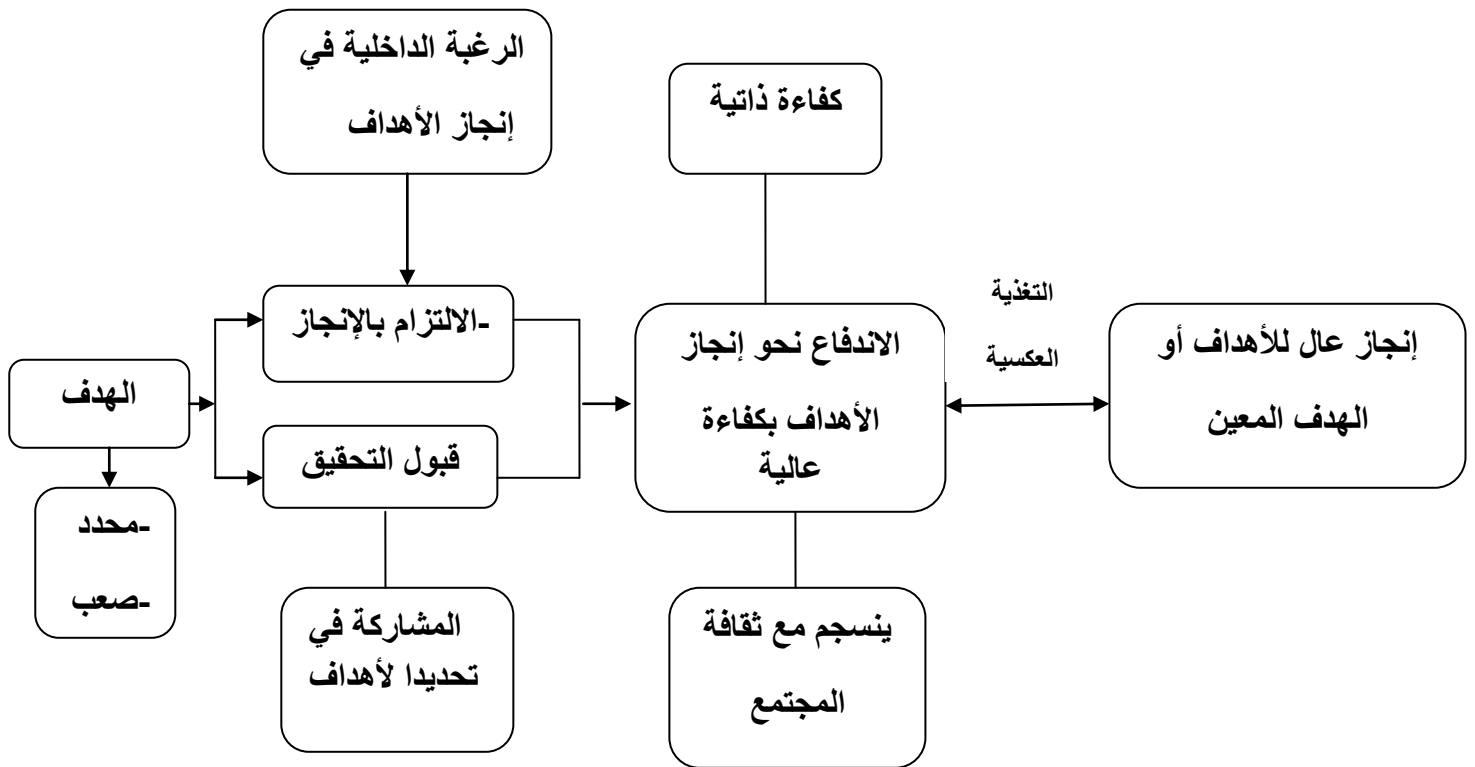 الرغبة الداخلية في
إنجاز الأهداف
كفاءة ذاتية
-الالتزام بالإنجاز
الهدف
قبول التحقيق
-محدد
-صعب
المشاركة في
تحديدا لأهداف
الاندفاع نحو إنجاز
الأهداف بكفاءة
عالية
ينسجم مع ثقافة
المجتمع
التغذية
العكسية
إنجاز عال للأهداف أو
الهدف المعين